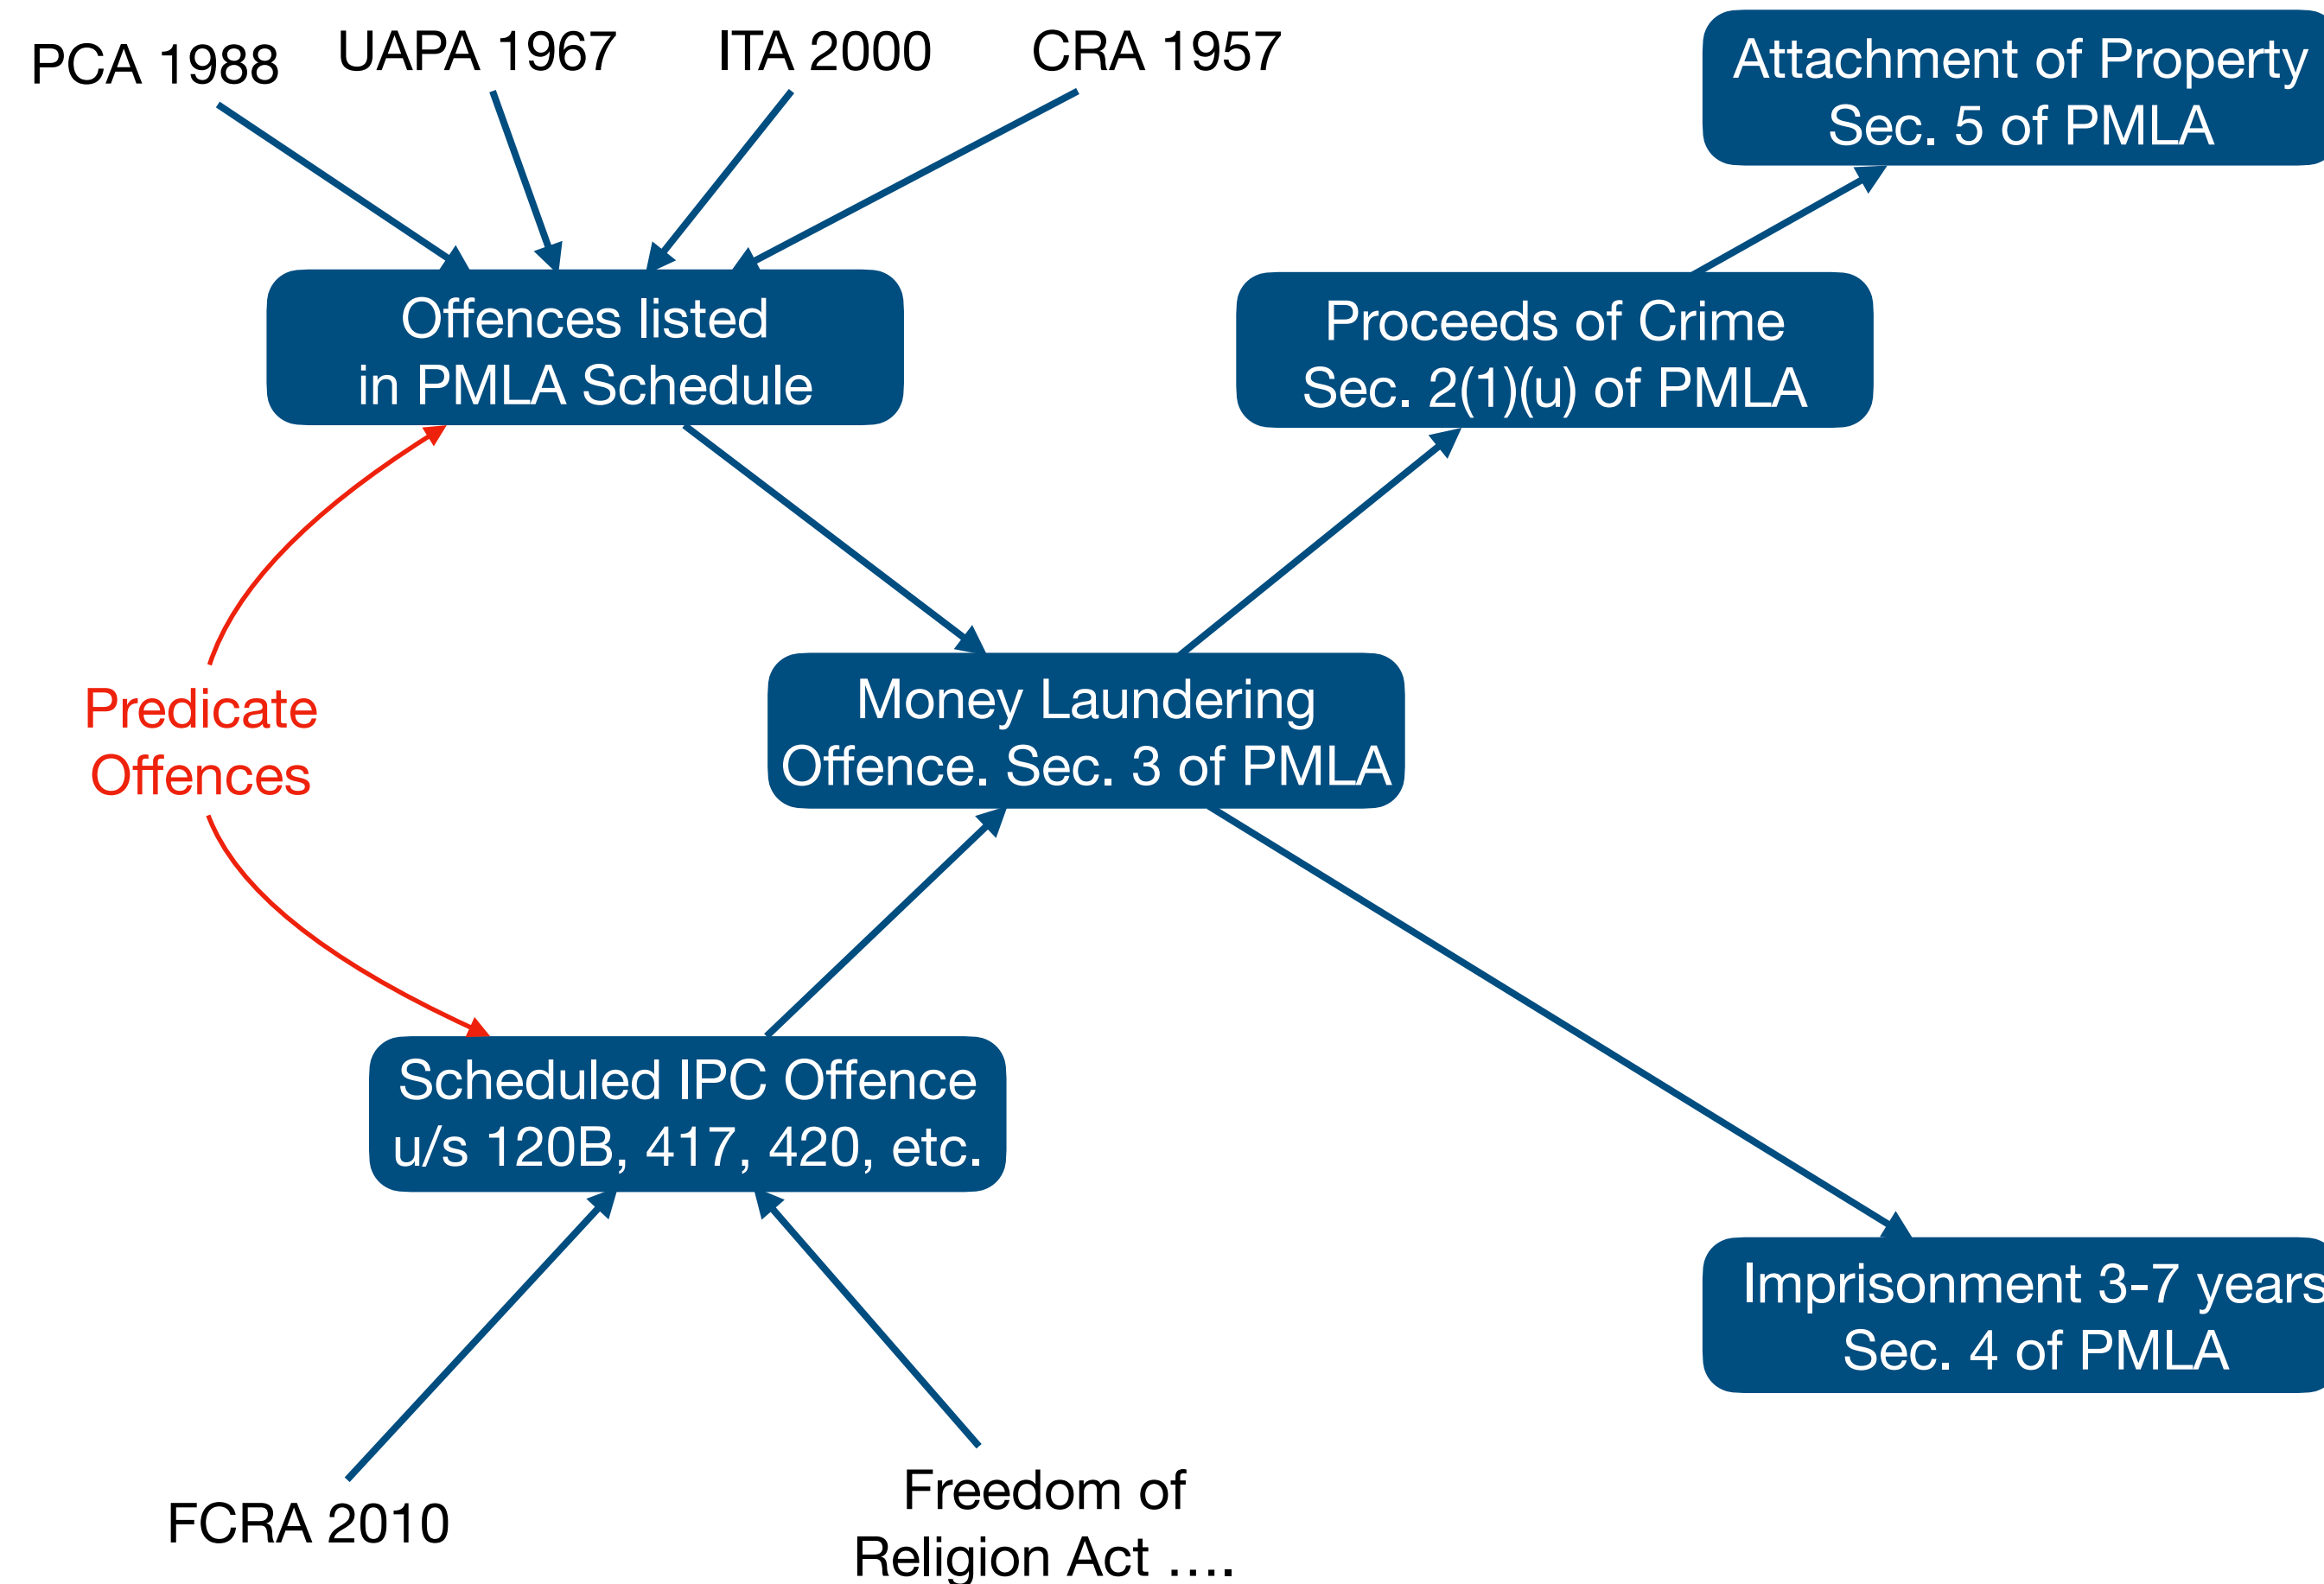 PCA 1988
UAPA 1967
ITA 2000
CRA 1957
Attachment of Property
Sec. 5 of PMLA
Offences listed
in PMLA Schedule
Proceeds of Crime
Sec. 2(1)(u) of PMLA
Predicate
Offences
Money Laundering
Offence. Sec. 3 of PMLA
Scheduled IPC Offence
u/s 120B, 417, 420, etc.
Imprisonment 3-7 years
Sec. 4 of PMLA
FCRA 2010
Freedom of
Religion Act ....